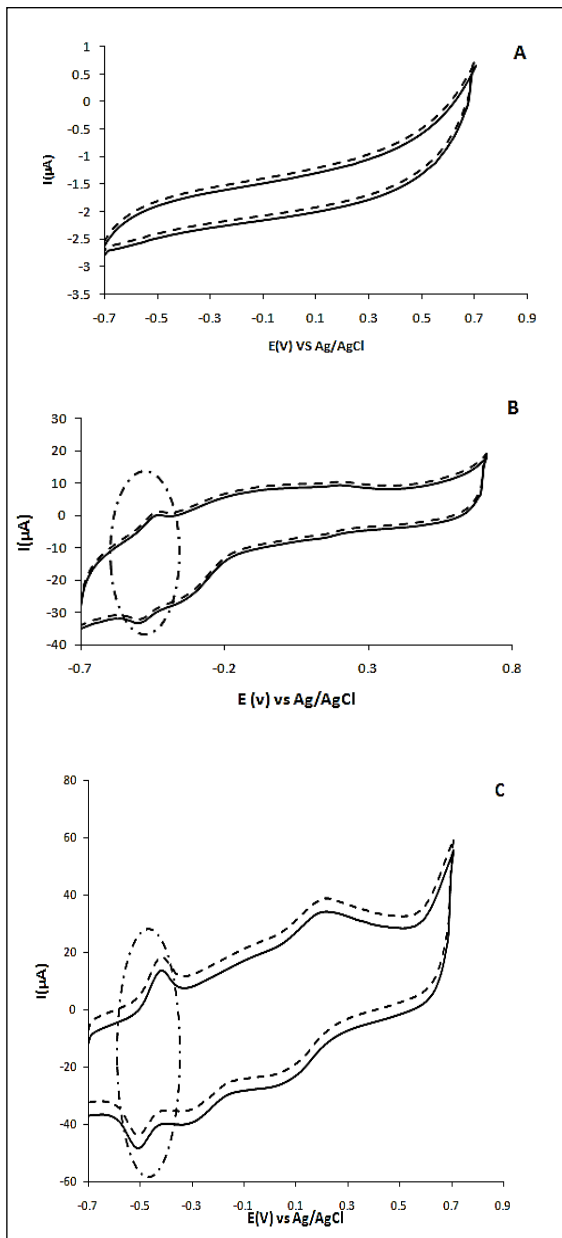 A
1
0.5
0
-0.5
-1
-1.5
-2
-2.5
-3
-3.5
I(µA)
-0.7 -0.5 -0.3 -0.1 0.1 0.3 0.5 0.7 0.9
E(V) VS Ag/AgCl
B
30
20
10
0
-10
-20
-30
-40
I(µA)
-0.7 -0.2 0.3 0.8
E (v) vs Ag/AgCl
C
80
60
40
20
0
-20
-40
-60
I(µA)
-0.7 -0.5 -0.3 -0.1 0.1 0.3 0.5 0.7 0.9
E(V) vs Ag/AgCl